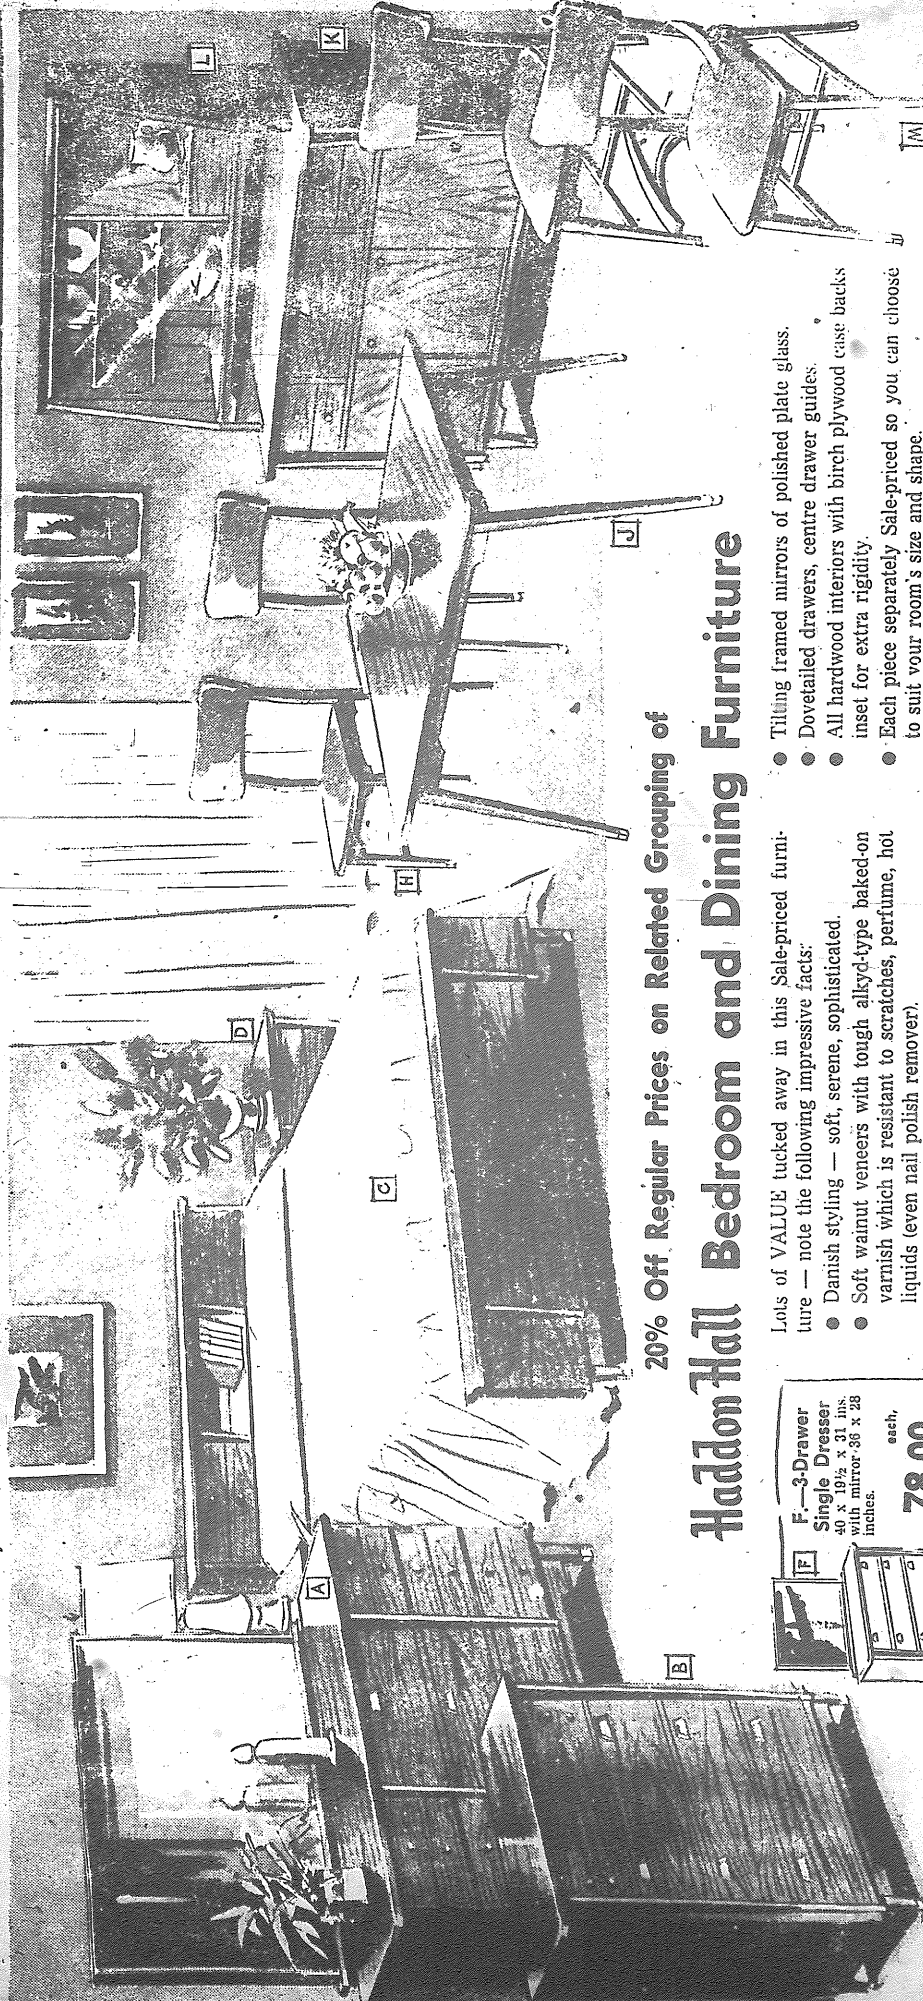 L
K
D
C
H
J
A
B
M
20% Off Regular Prices on Related Grouping of
Haddon Hall Bedroom and Dining Furniture
F
F.—3-Drawer
Single Dresser
40 x 19½ x 31 ins.
with mirror 36 x 28
inches.
each,
78.00
Lots of VALUE tucked away in this Sale-priced furni-
ture — note the following impressive facts:
● Danish styling — soft, serene, sophisticated.
● Soft walnut veneers with tough alkyd-type baked-on
varnish which is resistant to scratches, perfume, hot
liquids (even nail polish remover).
● Tilting framed mirrors of polished plate glass.
● Dovetailed drawers, centre drawer guides.
● All hardwood interiors with birch plywood case backs
inset for extra rigidity.
● Each piece separately Sale-priced so you can choose
to suit your room's size and shape.